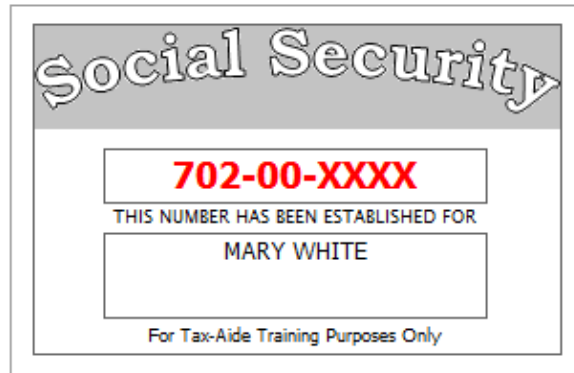 Social Security
702-00-XXXX
THIS NUMBER HAS BEEN ESTABLISHED FOR
MARY WHITE
For Tax-Aide Training Purposes Only